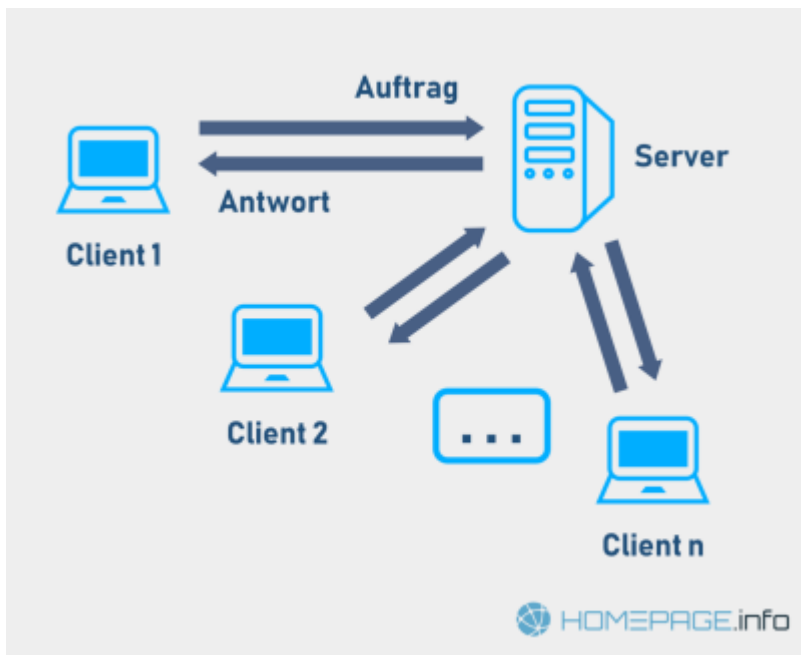 Auftrag
Server
Antwort
Client 1
Client 2
...
Client n
HOMEPAGE.info